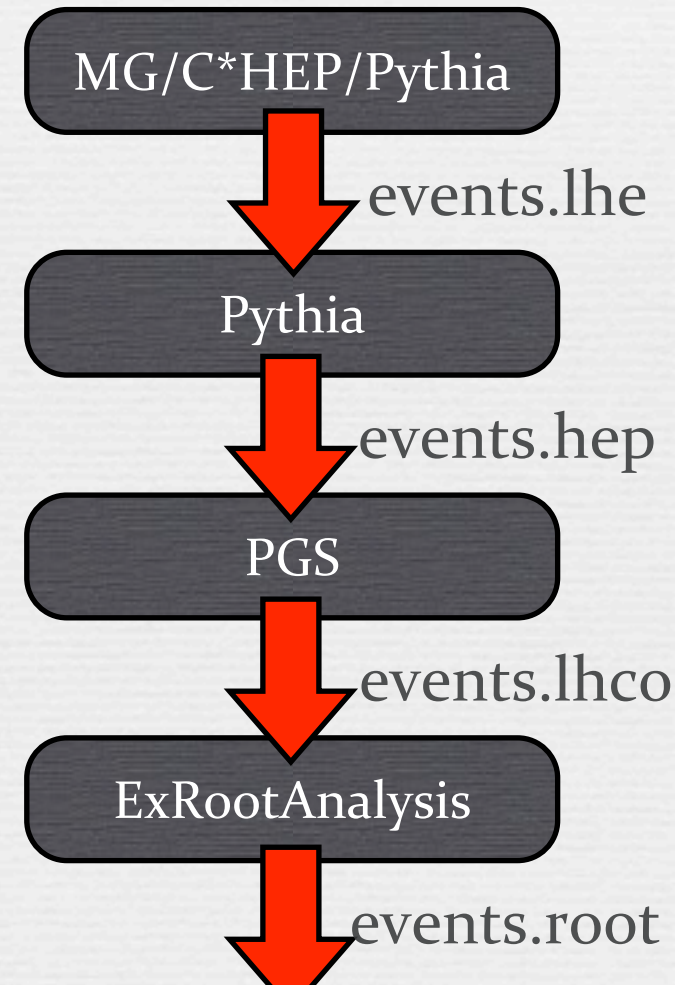 MG/C*HEP/Pythia
events.lhe
Pythia
events.hep
PGS
events.lhco
ExRootAnalysis
events.root